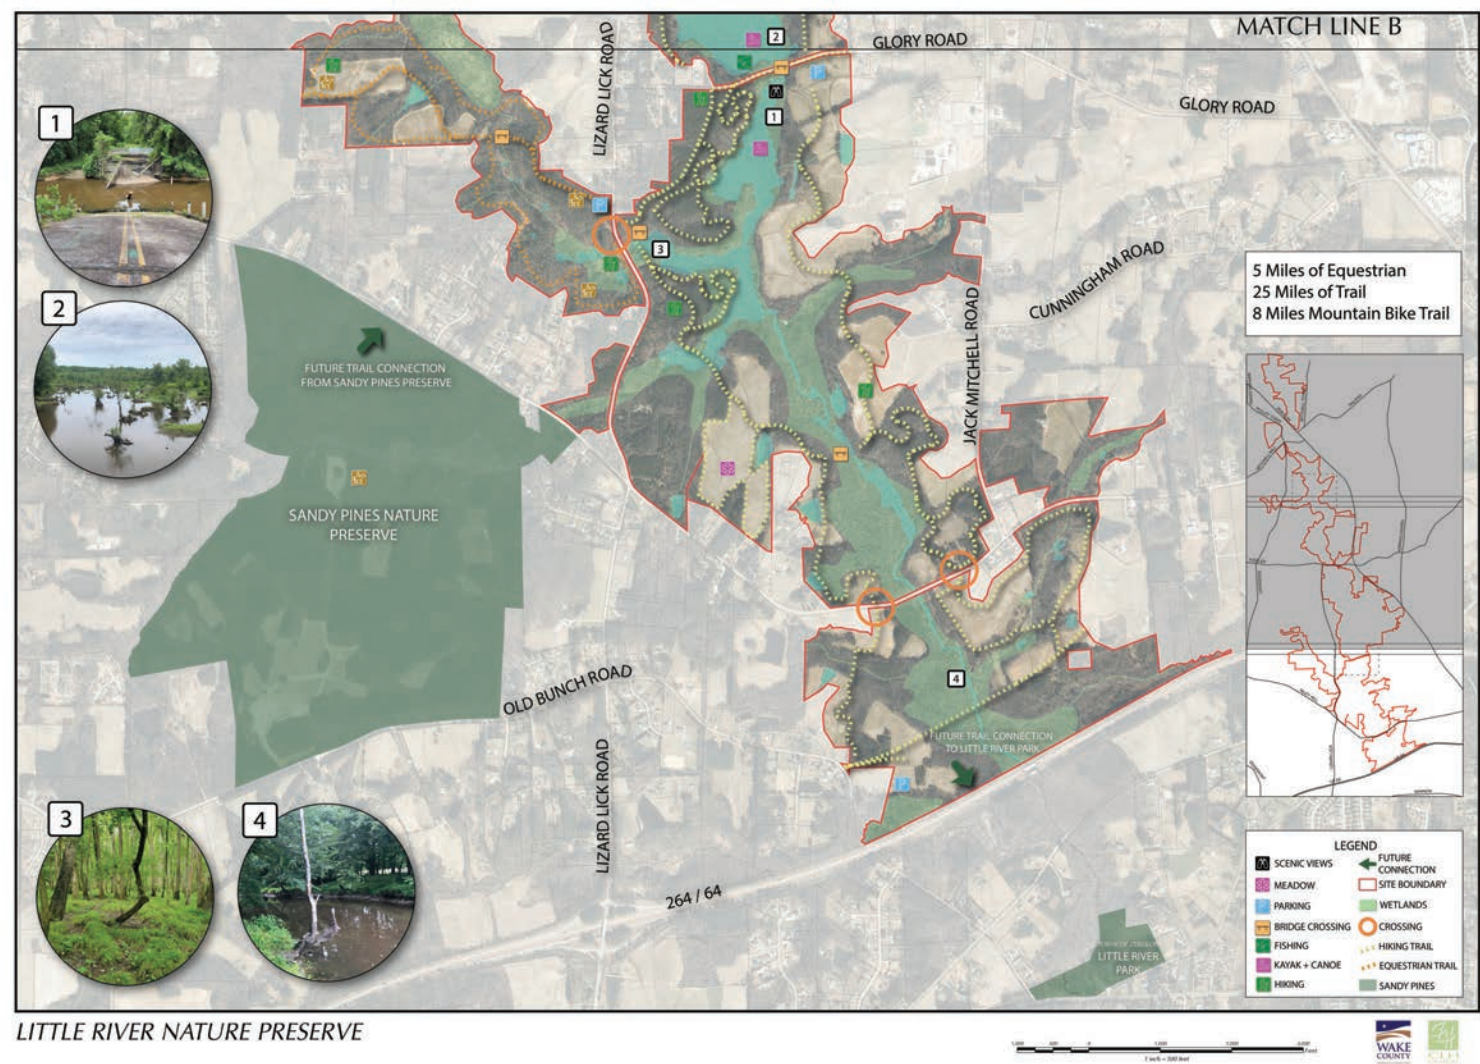 MATCH LINE B
GLORY ROAD
GLORY ROAD
LIZARD LICK ROAD
2
1
3
4
1
2
3
4
CUNNINGHAM ROAD
JACK MITCHELL ROAD
FUTURE TRAIL CONNECTION
FROM SANDY PINES PRESERVE
SANDY PINES NATURE
PRESERVE
OLD BUNCH ROAD
LIZARD LICK ROAD
264 / 64
FUTURE TRAIL CONNECTION
TO LITTLE RIVER PARK
LITTLE RIVER
PARK
5 Miles of Equestrian
25 Miles of Trail
8 Miles Mountain Bike Trail
LEGEND
SCENIC VIEWS
MEADOW
PARKING
BRIDGE CROSSING
FISHING
KAYAK + CANOE
HIKING
FUTURE
CONNECTION
SITE BOUNDARY
WETLANDS
CROSSING
HIKING TRAIL
EQUESTRIAN TRAIL
SANDY PINES
LITTLE RIVER NATURE PRESERVE
WAKE
COUNTY